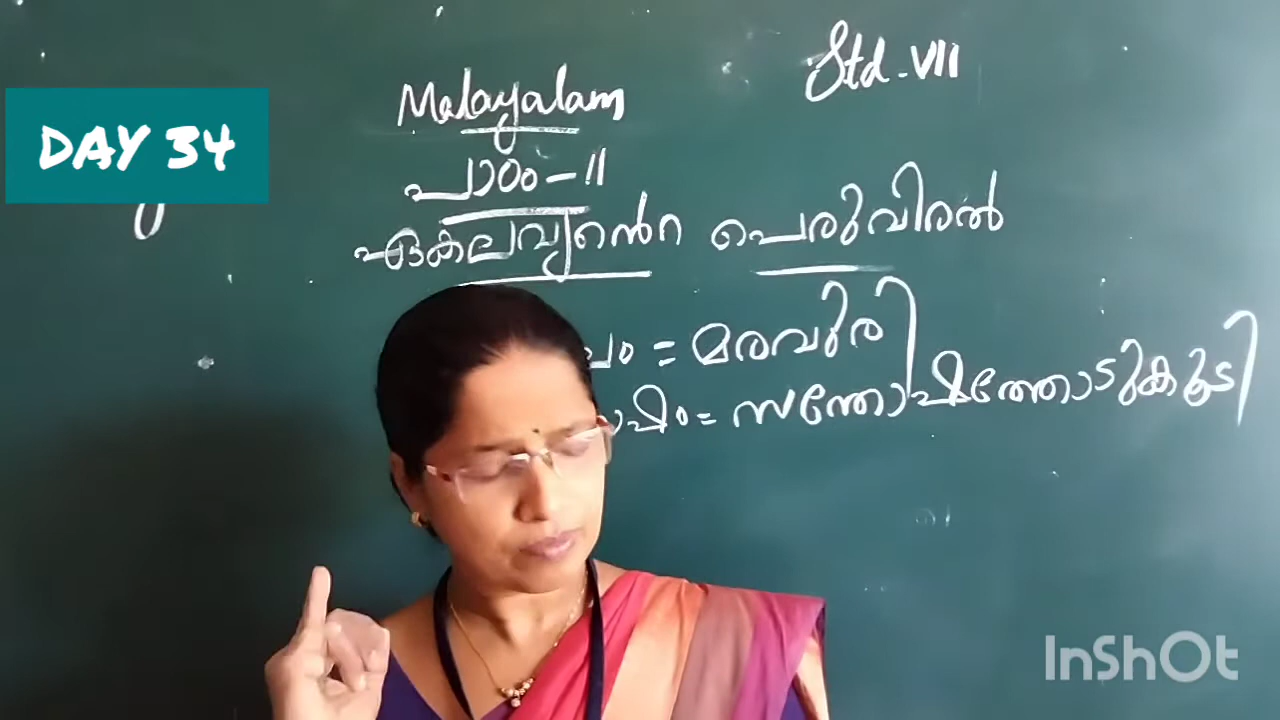 Std-VII
Malayalam
DAY 34
പാഠം-11
ഏകലവ്യന്റെ പെരുവിരൽ
= മരവുരി
= സന്തോഷത്തോടുകൂടി
InShOt